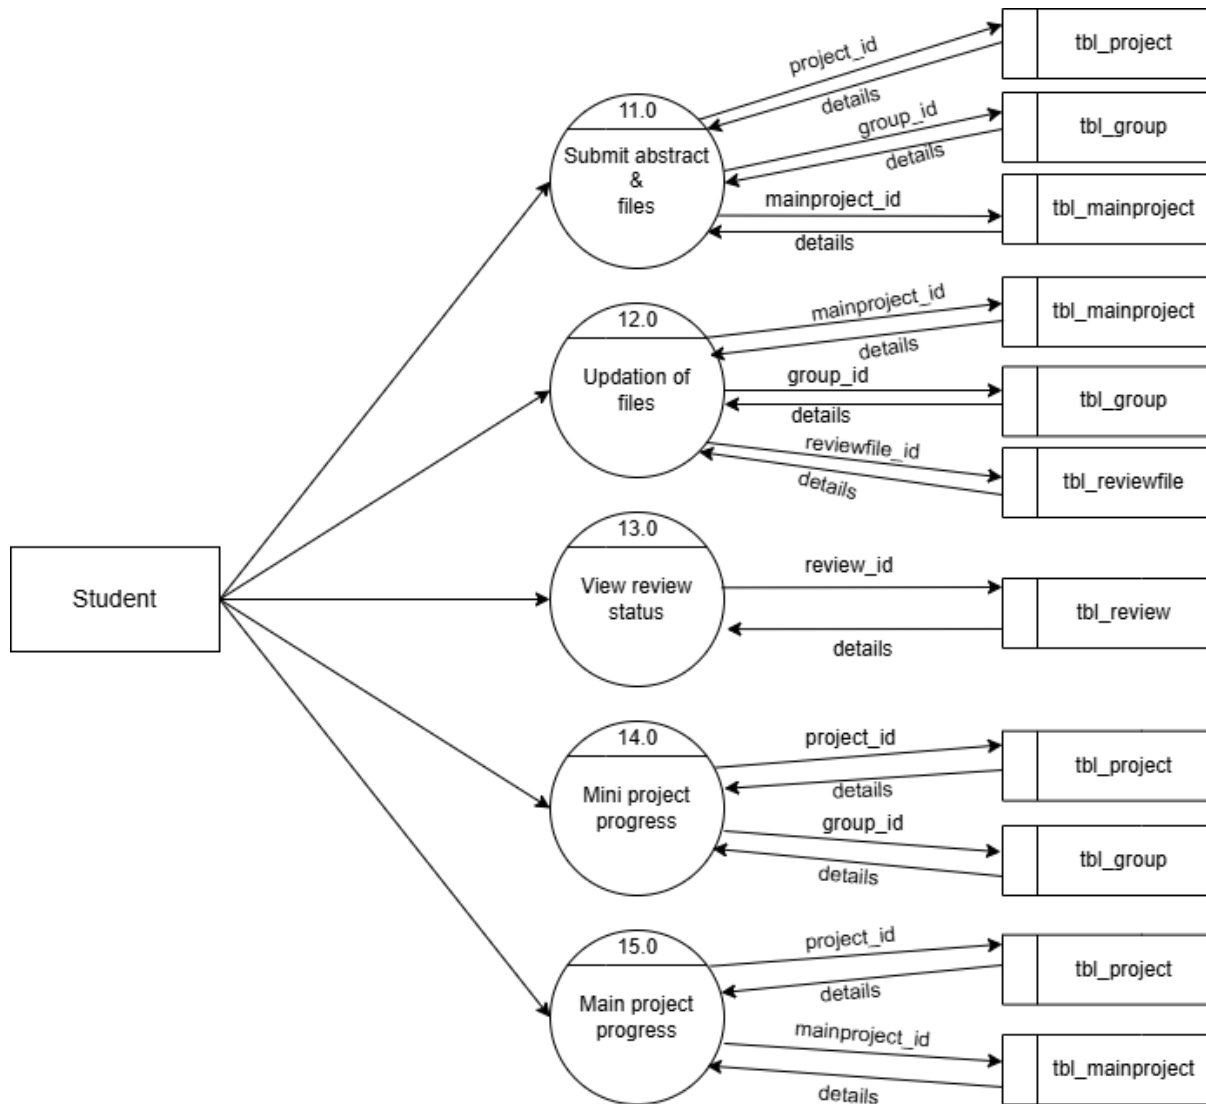 project_id
tbl_project
details
11.0
Submit abstract
&
files
group_id
tbl_group
details
mainproject_id
tbl_mainproject
details
12.0
Updation of
files
mainproject_id
tbl_mainproject
details
group_id
tbl_group
details
reviewfile_id
tbl_reviewfile
details
Student
13.0
View review
status
review_id
tbl_review
details
14.0
Mini project
progress
project_id
tbl_project
details
group_id
tbl_group
details
15.0
Main project
progress
project_id
tbl_project
details
mainproject_id
tbl_mainproject
details